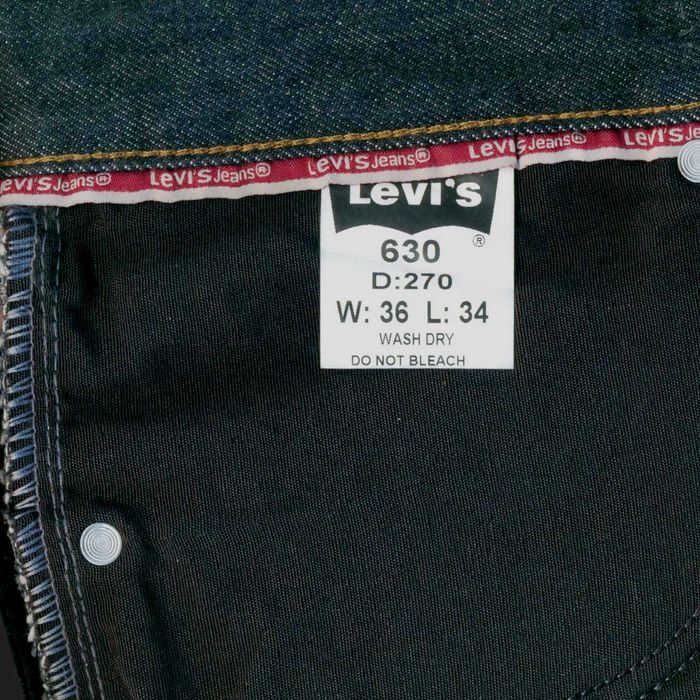 LEVI'S Jeans® LEVI'S Jeans® LEVI'S Jeans® LEVI'S Jeans® LEVI'S
Levi's
®
630
D:270
W: 36 L: 34
WASH DRY
DO NOT BLEACH